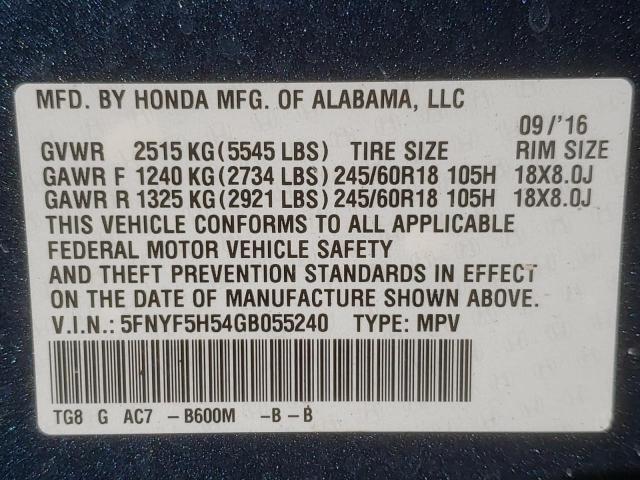 MFD. BY HONDA MFG. OF ALABAMA, LLC
09/'16
GVWR 2515 KG (5545 LBS) TIRE SIZE RIM SIZE
GAWR F 1240 KG (2734 LBS) 245/60R18 105H 18X8.0J
GAWR R 1325 KG (2921 LBS) 245/60R18 105H 18X8.0J
THIS VEHICLE CONFORMS TO ALL APPLICABLE
FEDERAL MOTOR VEHICLE SAFETY
AND THEFT PREVENTION STANDARDS IN EFFECT
ON THE DATE OF MANUFACTURE SHOWN ABOVE.
V.I.N.: 5FNYF5H54GB055240 TYPE: MPV
TG8 G AC7 -B600M -B-B